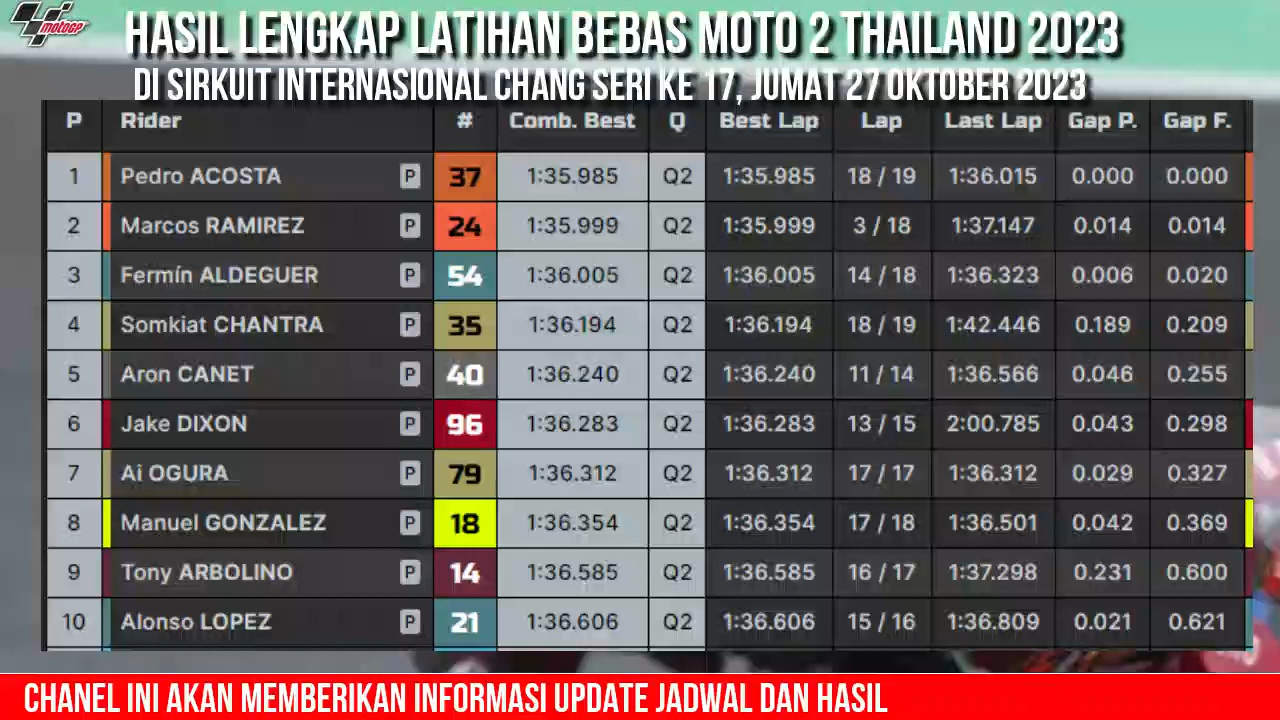 MotoGP
HASIL LENGKAP LATIHAN BEBAS MOTO 2 THAILAND 2023
DI SIRKUIT INTERNASIONAL CHANG SERI KE 17, JUMAT 27 OKTOBER 2023
P Rider # Comb. Best Q Best Lap Lap Last Lap Gap P. Gap F.
1 Pedro ACOSTA P 37 1:35.985 Q2 1:35.985 18 / 19 1:36.015 0.000 0.000
2 Marcos RAMIREZ P 24 1:35.999 Q2 1:35.999 3 / 18 1:37.147 0.014 0.014
3 Fermín ALDEGUER P 54 1:36.005 Q2 1:36.005 14 / 18 1:36.323 0.006 0.020
4 Somkiat CHANTRA P 35 1:36.194 Q2 1:36.194 18 / 19 1:42.446 0.189 0.209
5 Aron CANET P 40 1:36.240 Q2 1:36.240 11 / 14 1:36.566 0.046 0.255
6 Jake DIXON P 96 1:36.283 Q2 1:36.283 13 / 15 2:00.785 0.043 0.298
7 Ai OGURA P 79 1:36.312 Q2 1:36.312 17 / 17 1:36.312 0.029 0.327
8 Manuel GONZALEZ P 18 1:36.354 Q2 1:36.354 17 / 18 1:36.501 0.042 0.369
9 Tony ARBOLINO P 14 1:36.585 Q2 1:36.585 16 / 17 1:37.298 0.231 0.600
10 Alonso LOPEZ P 21 1:36.606 Q2 1:36.606 15 / 16 1:36.809 0.021 0.621
CHANEL INI AKAN MEMBERIKAN INFORMASI UPDATE JADWAL DAN HASIL